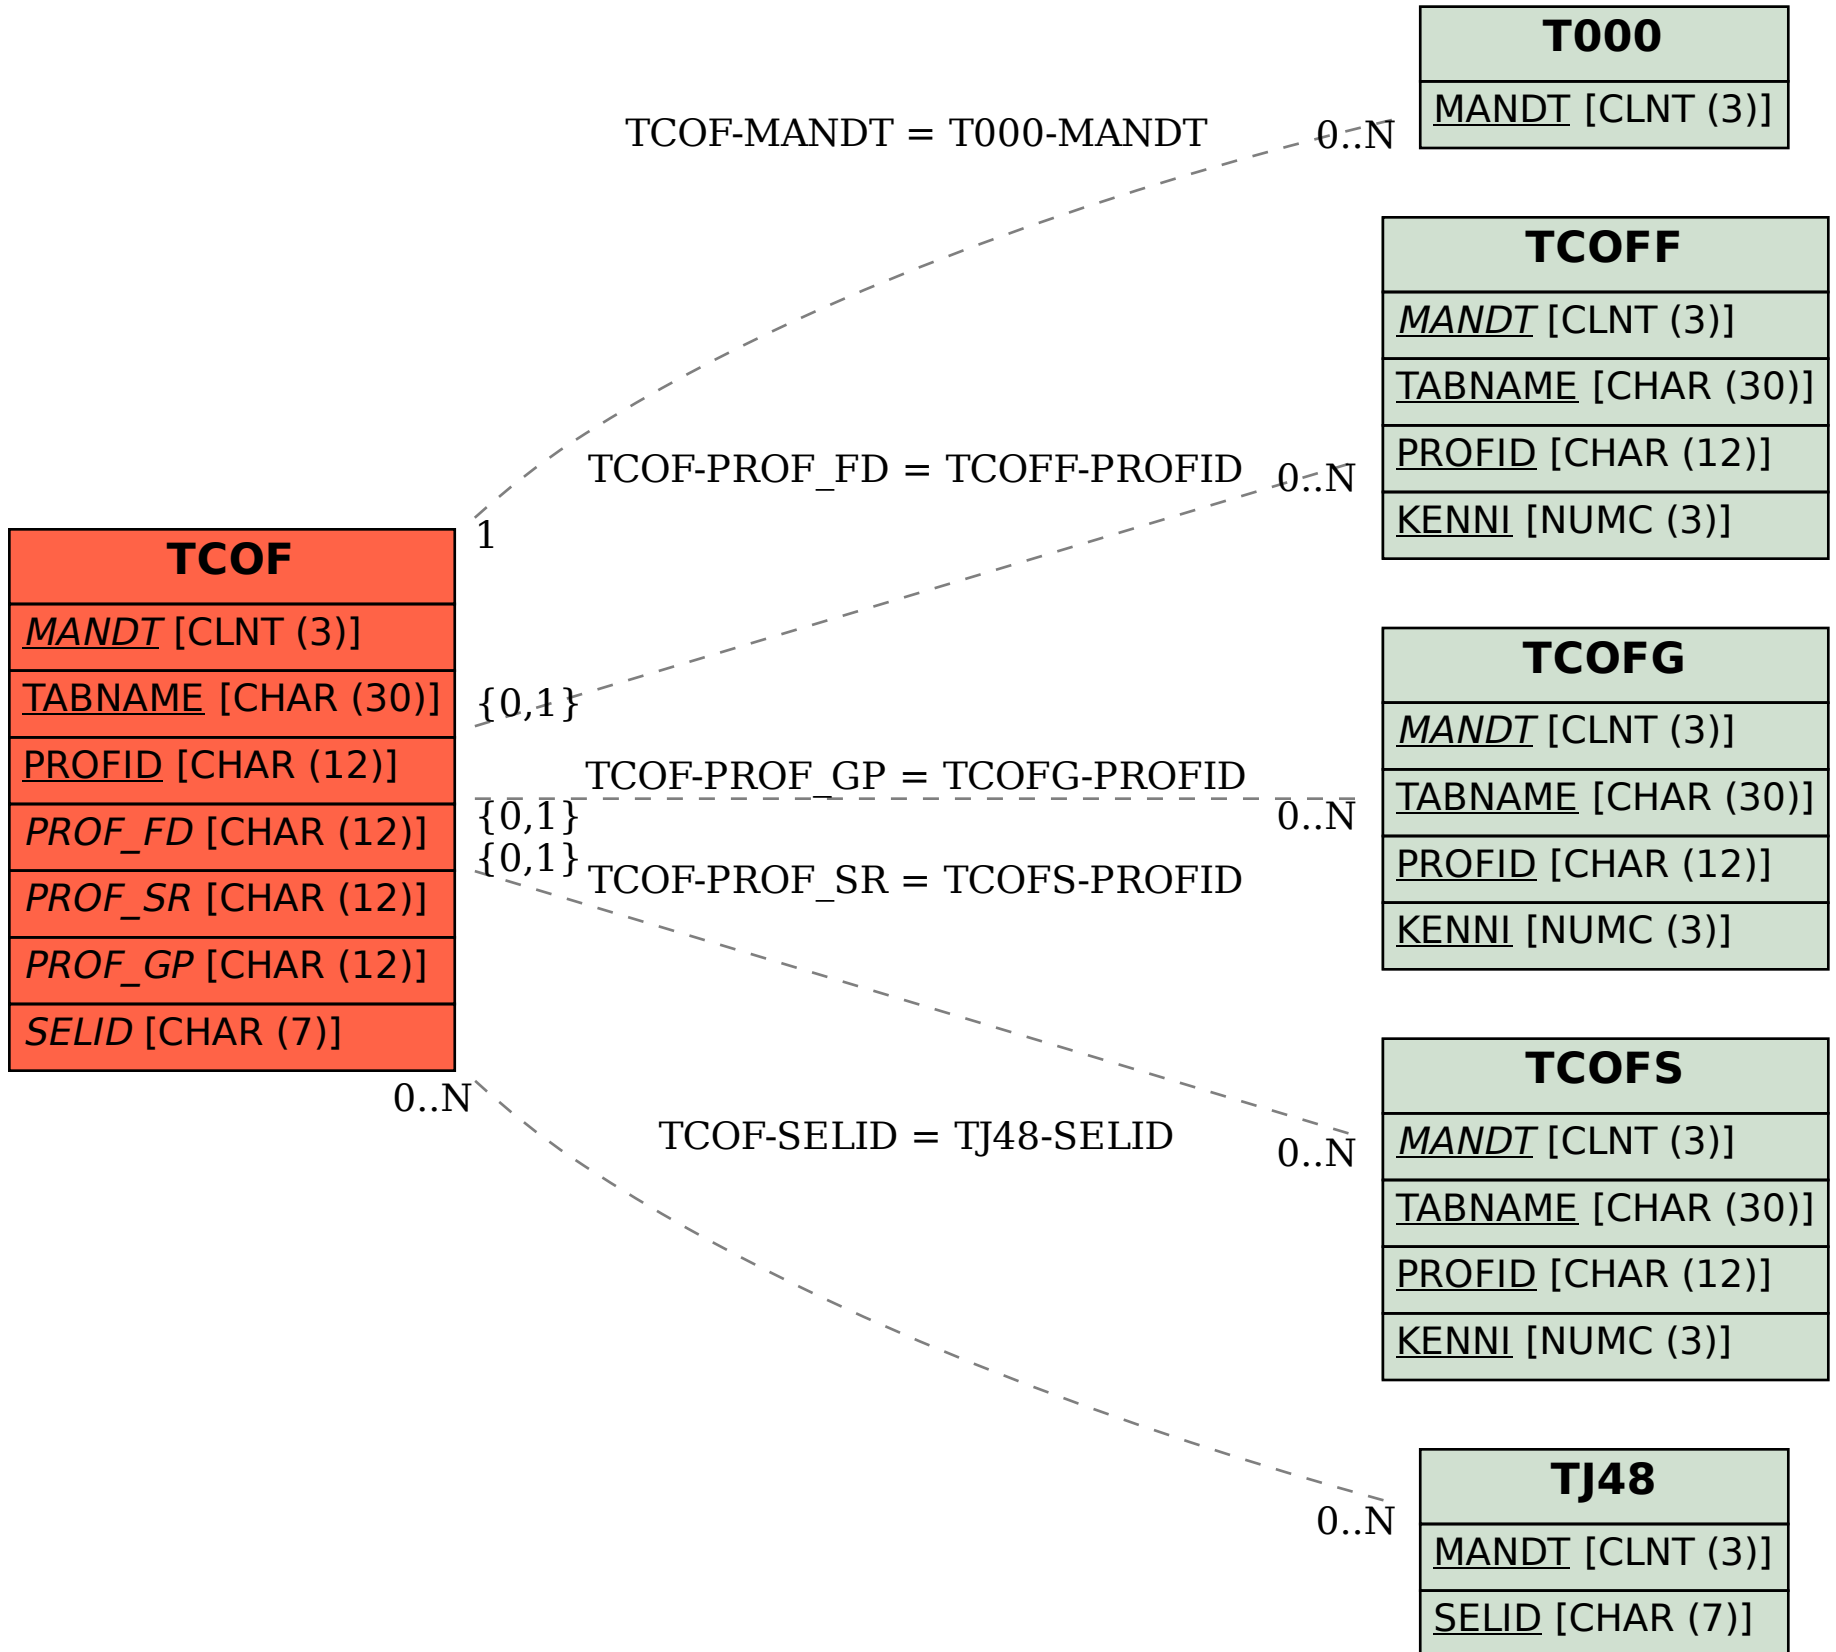 T000
MANDT [CLNT (3)]
TCOF-MANDT = T000-MANDT
0..N
TCOFF
MANDT [CLNT (3)]
TABNAME [CHAR (30)]
PROFID [CHAR (12)]
KENNI [NUMC (3)]
TCOF-PROF_FD = TCOFF-PROFID
0..N
1
TCOF
MANDT [CLNT (3)]
TABNAME [CHAR (30)]
PROFID [CHAR (12)]
PROF_FD [CHAR (12)]
PROF_SR [CHAR (12)]
PROF_GP [CHAR (12)]
SELID [CHAR (7)]
{0,1}
TCOF-PROF_GP = TCOFG-PROFID
{0,1}
0..N
{0,1}
TCOF-PROF_SR = TCOFS-PROFID
TCOFG
MANDT [CLNT (3)]
TABNAME [CHAR (30)]
PROFID [CHAR (12)]
KENNI [NUMC (3)]
0..N
TCOF-SELID = TJ48-SELID
0..N
TCOFS
MANDT [CLNT (3)]
TABNAME [CHAR (30)]
PROFID [CHAR (12)]
KENNI [NUMC (3)]
0..N
TJ48
MANDT [CLNT (3)]
SELID [CHAR (7)]